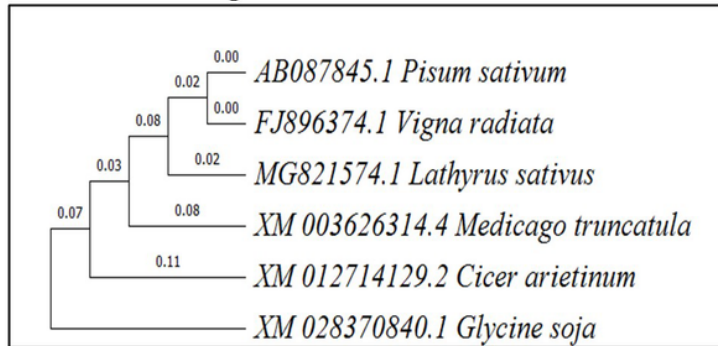 0.00
AB087845.1 Pisum sativum
0.02
0.00
FJ896374.1 Vigna radiata
0.08
0.02
MG821574.1 Lathyrus sativus
0.03
0.08
XM 003626314.4 Medicago truncatula
0.07
0.11
XM 012714129.2 Cicer arietinum
XM 028370840.1 Glycine soja